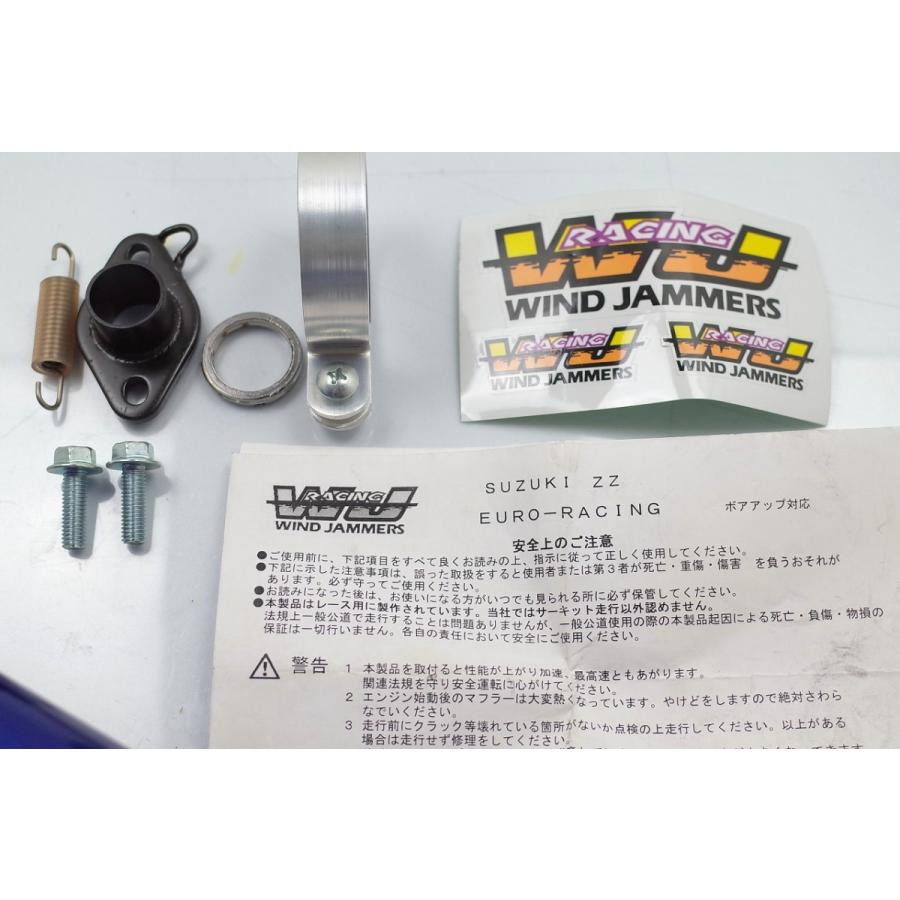 RACING
WJ
WIND JAMMERS
RACING
WJ
WIND JAMMERS
RACING
WJ
WIND JAMMERS
RACING
WJ
WIND JAMMERS
SUZUKI ZZ
EURO-RACING ボアアップ対応
安全上のご注意
●ご使用前に、下記項目をすべて良くお読みの上、指示に従って正しく使用してください。
●下記に示した注意事項は、誤った取扱をすると使用者または第3者が死亡・重傷・傷害 を負うおそれが
あります。必ず守ってご使用ください。
●お読みになった後は、お使いになる方がいつでも見られる所に必ず保管してください。
●本製品はレース用に製作されています。当社ではサーキット走行以外認めません。
法規上一般公道で走行することは問題ありませんが、一般公道使用の際の本製品起因による死亡・負傷・物損の
保証は一切行いません。各自の責任において安全にご使用ください。
警告 1 本製品を取付ると性能が上がり加速、最高速ともあがります。
関連法規を守り安全運転に心がけてください。
2 エンジン始動後のマフラーは大変熱くなっています。やけどをしますので絶対さわら
なでいください。
3 走行前にクラック等壊れている箇所がないか点検の上走行してください。以上がある
場合は走行せず修理をしてください。